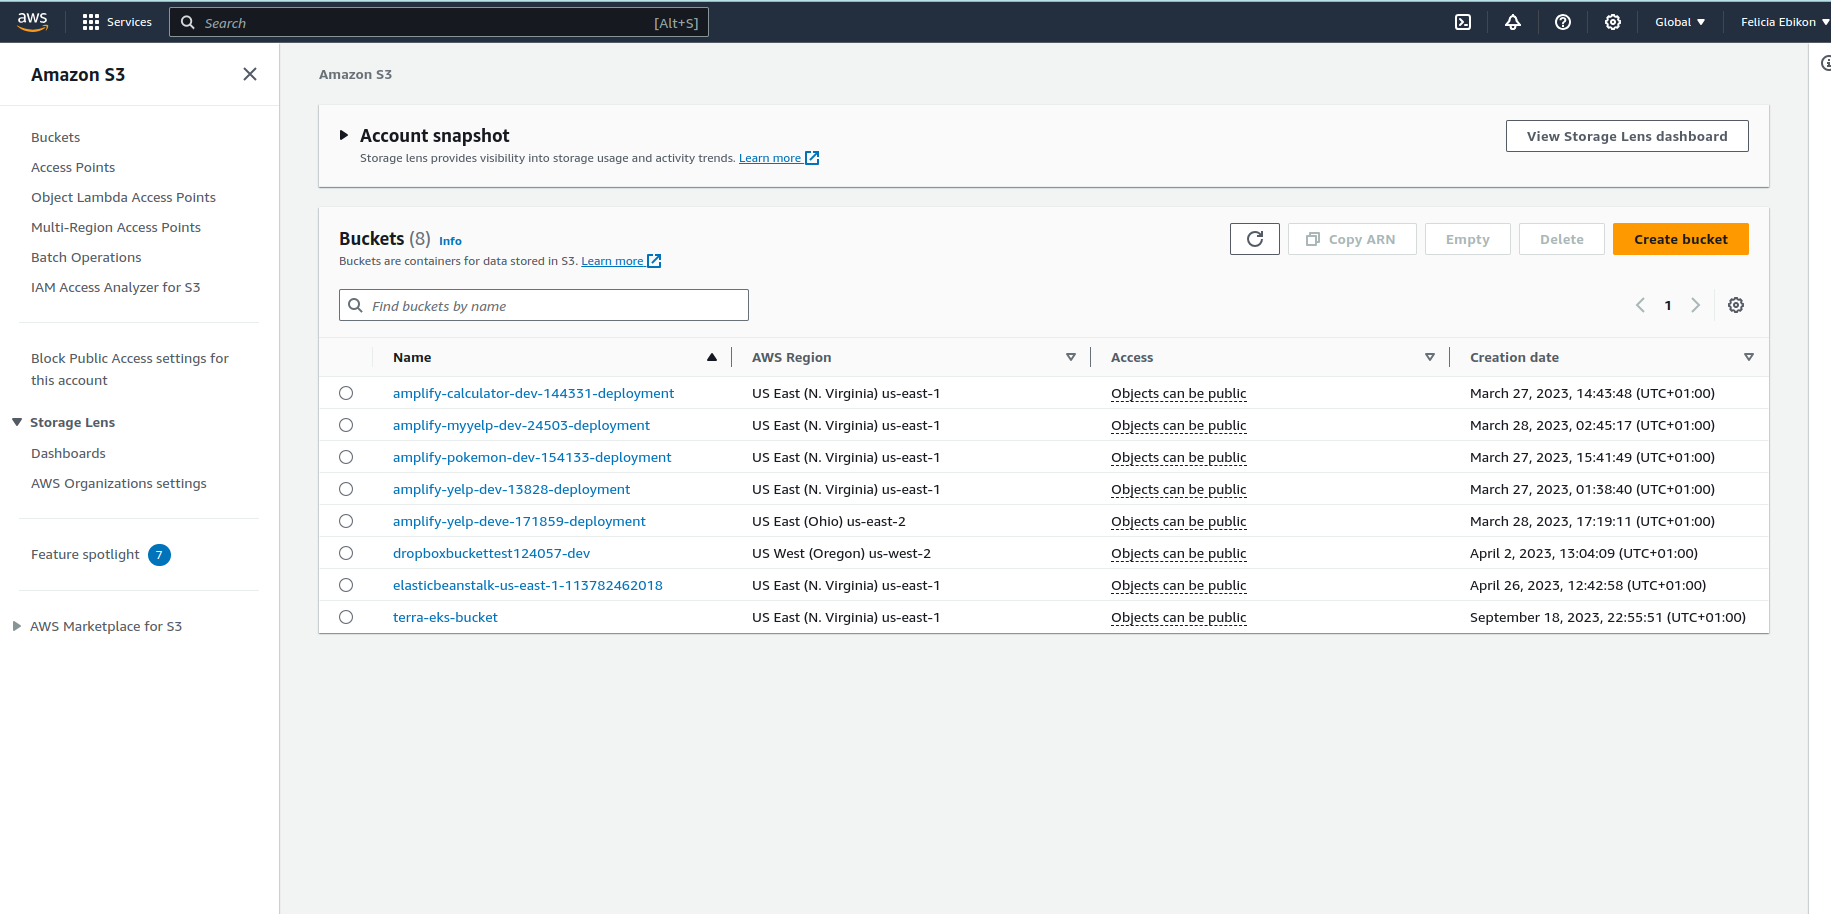 aws Services Search [Alt+S] Global Felicia Ebikon
Amazon S3
Buckets
Access Points
Object Lambda Access Points
Multi-Region Access Points
Batch Operations
IAM Access Analyzer for S3
Block Public Access settings for
this account
Storage Lens
Dashboards
AWS Organizations settings
Feature spotlight 7
AWS Marketplace for S3
Amazon S3
Account snapshot
Storage lens provides visibility into storage usage and activity trends. Learn more
View Storage Lens dashboard
Buckets (8) Info
Buckets are containers for data stored in S3. Learn more
Copy ARN Empty Delete Create bucket
Find buckets by name
1
Name AWS Region Access Creation date
amplify-calculator-dev-144331-deployment US East (N. Virginia) us-east-1 Objects can be public March 27, 2023, 14:43:48 (UTC+01:00)
amplify-myyelp-dev-24503-deployment US East (N. Virginia) us-east-1 Objects can be public March 28, 2023, 02:45:17 (UTC+01:00)
amplify-pokemon-dev-154133-deployment US East (N. Virginia) us-east-1 Objects can be public March 27, 2023, 15:41:49 (UTC+01:00)
amplify-yelp-dev-13828-deployment US East (N. Virginia) us-east-1 Objects can be public March 27, 2023, 01:38:40 (UTC+01:00)
amplify-yelp-deve-171859-deployment US East (Ohio) us-east-2 Objects can be public March 28, 2023, 17:19:11 (UTC+01:00)
dropboxbuckettest124057-dev US West (Oregon) us-west-2 Objects can be public April 2, 2023, 13:04:09 (UTC+01:00)
elasticbeanstalk-us-east-1-113782462018 US East (N. Virginia) us-east-1 Objects can be public April 26, 2023, 12:42:58 (UTC+01:00)
terra-eks-bucket US East (N. Virginia) us-east-1 Objects can be public September 18, 2023, 22:55:51 (UTC+01:00)